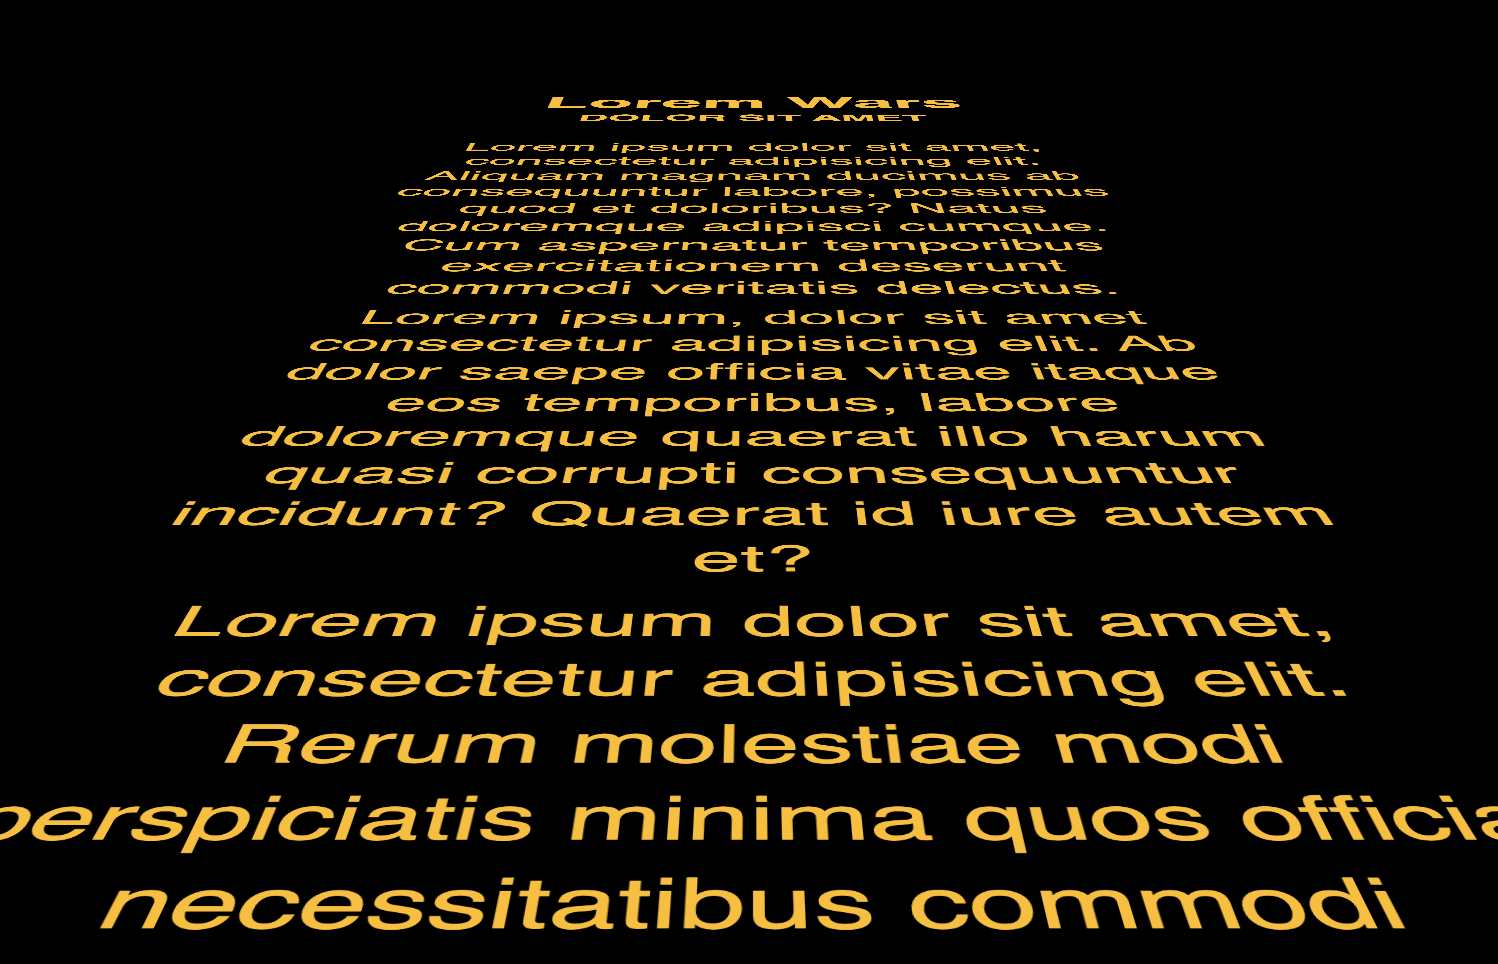 Lorem Wars
DOLOR SIT AMET
Lorem ipsum dolor sit amet,
consectetur adipisicing elit.
Aliquam magnam ducimus ab
consequuntur labore, possimus
quod et doloribus? Natus
doloremque adipisci cumque.
Cum aspernatur temporibus
exercitationem deserunt
commodi veritatis delectus.
Lorem ipsum, dolor sit amet
consectetur adipisicing elit. Ab
dolor saepe officia vitae itaque
eos temporibus, labore
doloremque quaerat illo harum
quasi corrupti consequuntur
incidunt? Quaerat id iure autem
et?
Lorem ipsum dolor sit amet,
consectetur adipisicing elit.
Rerum molestiae modi
perspiciatis minima quos officia
necessitatibus commodi